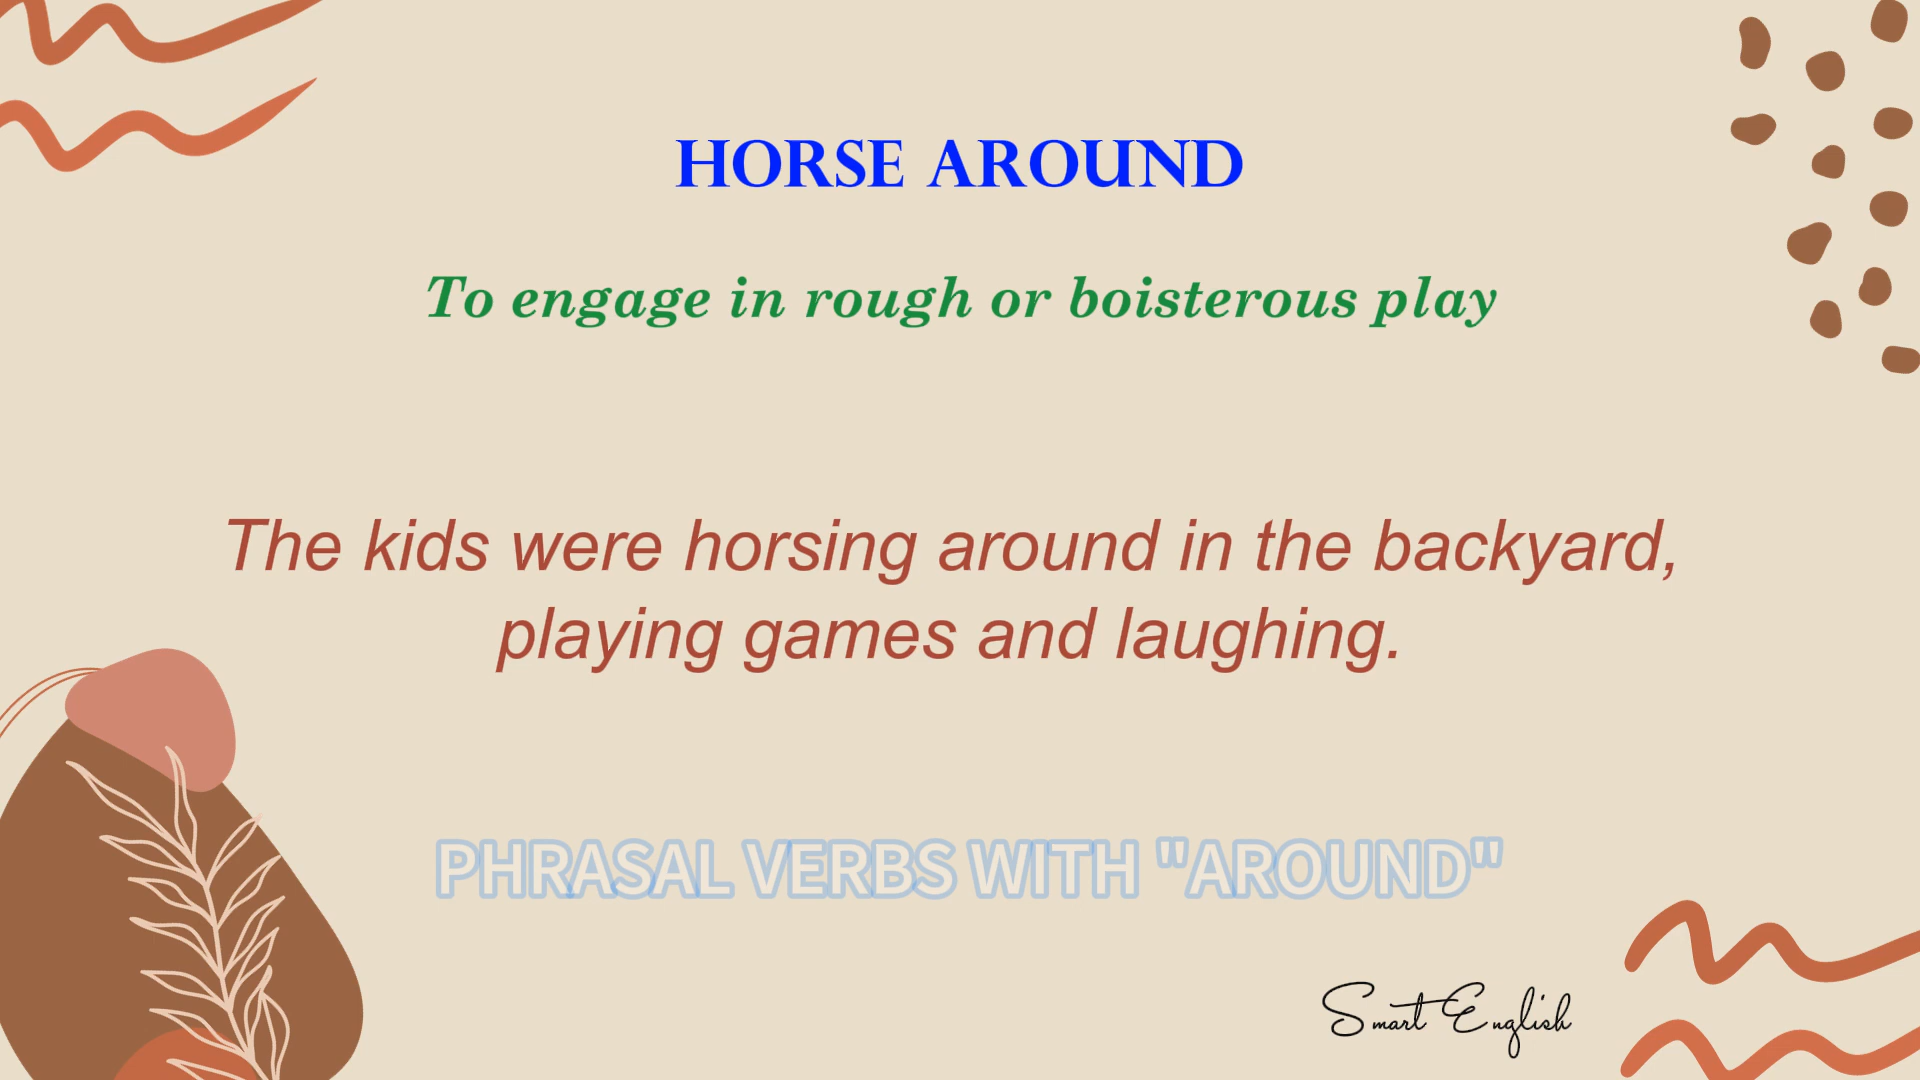 HORSE AROUND
To engage in rough or boisterous play
The kids were horsing around in the backyard,
playing games and laughing.
PHRASAL VERBS WITH "AROUND"
Smart English